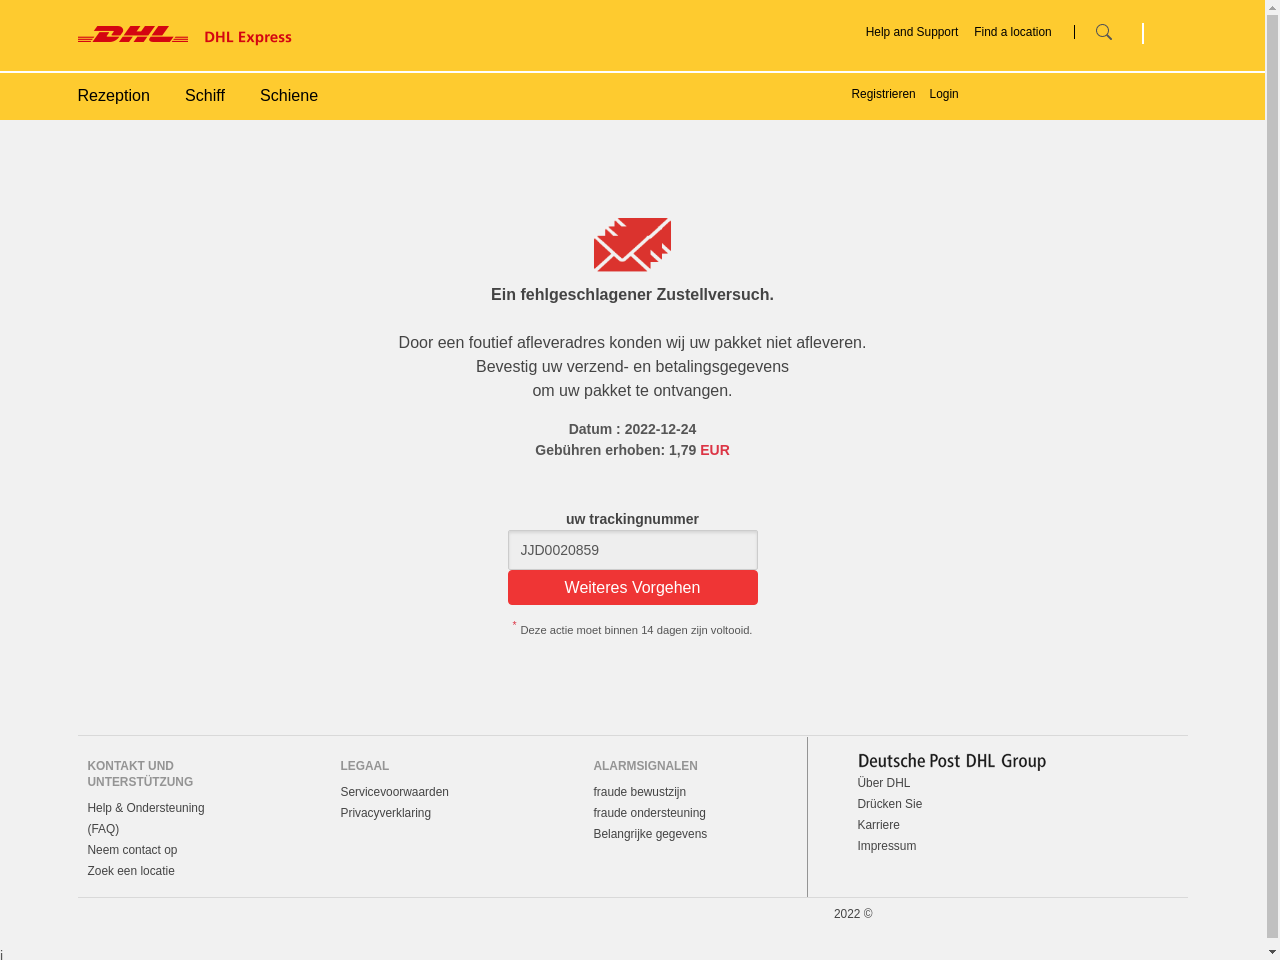 DHL DHL Express
Help and Support Find a location
Rezeption Schiff Schiene
Registrieren Login
Ein fehlgeschlagener Zustellversuch.
Door een foutief afleveradres konden wij uw pakket niet afleveren.
Bevestig uw verzend- en betalingsgegevens
om uw pakket te ontvangen.
Datum : 2022-12-24
Gebühren erhoben: 1,79 EUR
uw trackingnummer
JJD0020859
Weiteres Vorgehen
* Deze actie moet binnen 14 dagen zijn voltooid.
KONTAKT UND
UNTERSTÜTZUNG
Help & Ondersteuning
(FAQ)
Neem contact op
Zoek een locatie
LEGAAL
Servicevoorwaarden
Privacyverklaring
ALARMSIGNALEN
fraude bewustzijn
fraude ondersteuning
Belangrijke gegevens
Deutsche Post DHL Group
Über DHL
Drücken Sie
Karriere
Impressum
2022 ©
i